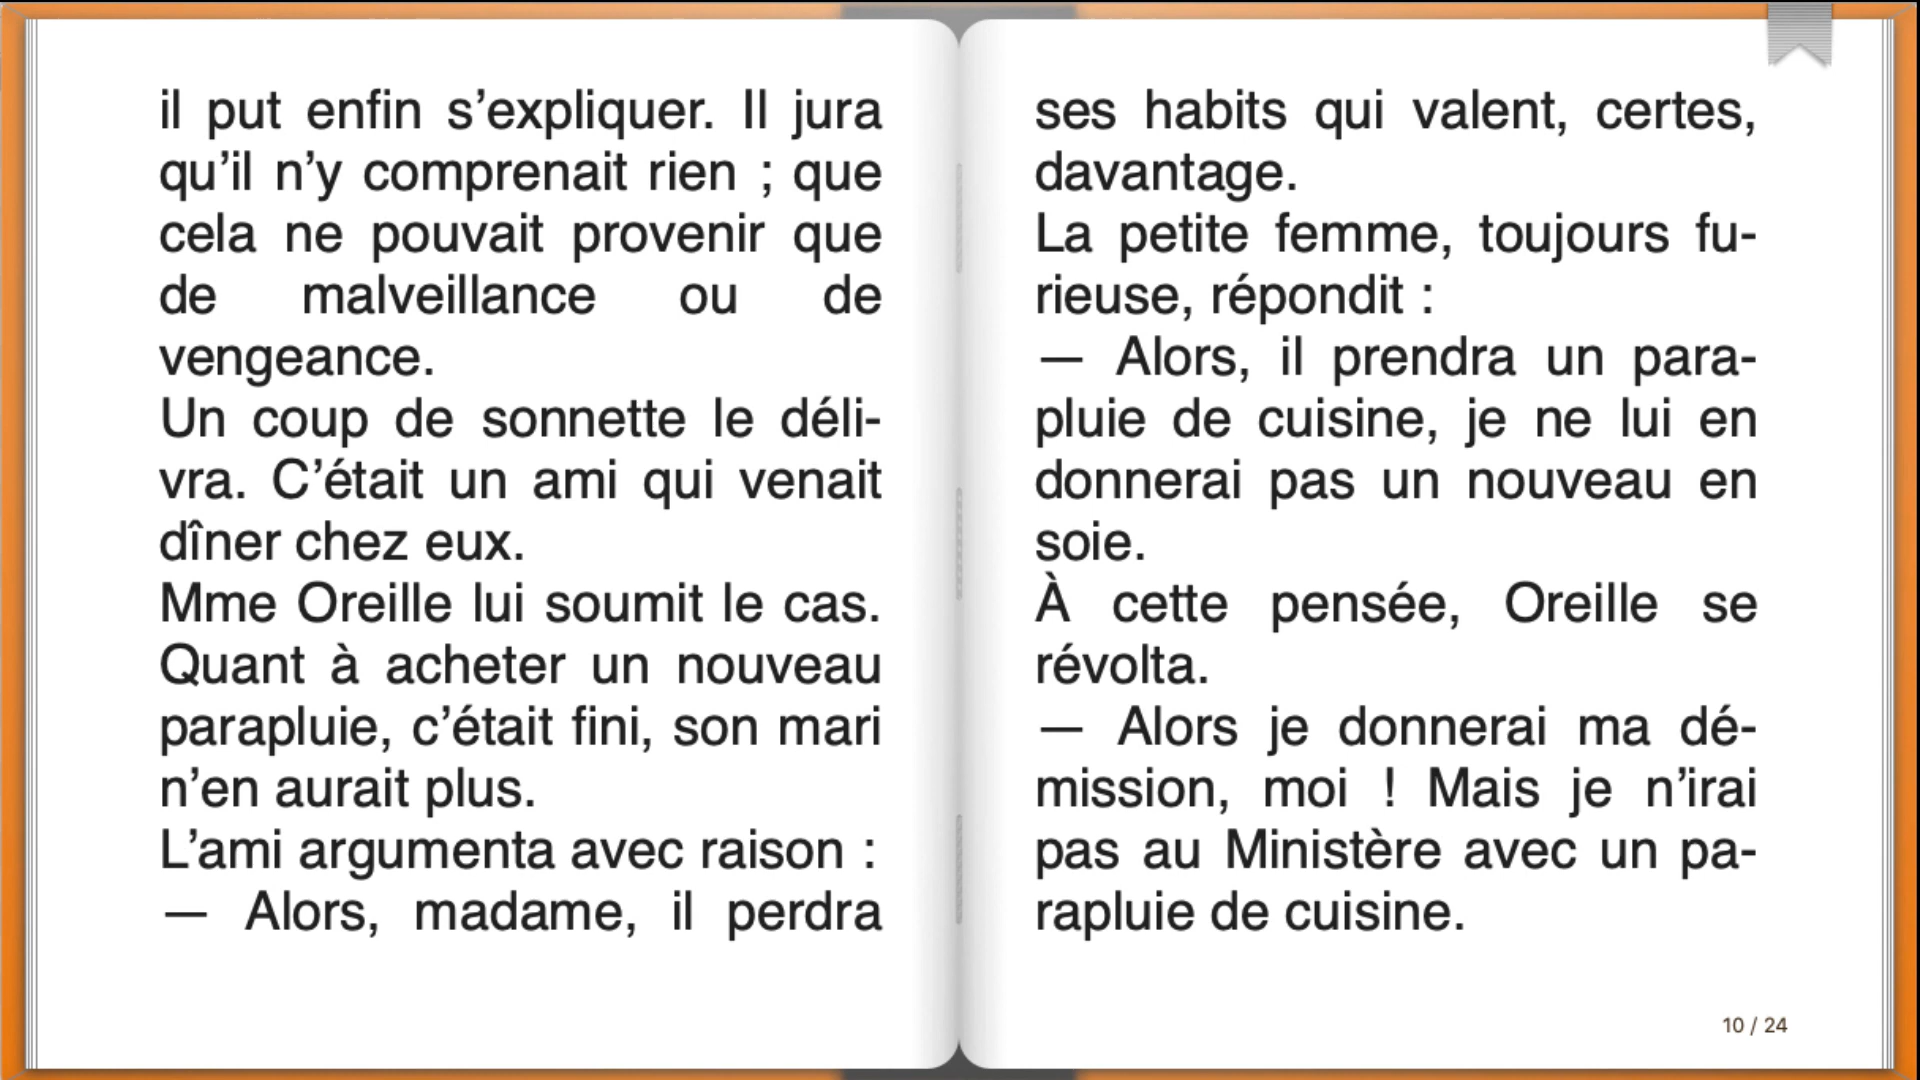 il put enfin s’expliquer. Il jura
qu’il n’y comprenait rien ; que
cela ne pouvait provenir que
de malveillance ou de
vengeance.
Un coup de sonnette le déli-
vra. C’était un ami qui venait
dîner chez eux.
Mme Oreille lui soumit le cas.
Quant à acheter un nouveau
parapluie, c’était fini, son mari
n’en aurait plus.
L’ami argumenta avec raison :
— Alors, madame, il perdra
ses habits qui valent, certes,
davantage.
La petite femme, toujours fu-
rieuse, répondit :
— Alors, il prendra un para-
pluie de cuisine, je ne lui en
donnerai pas un nouveau en
soie.
À cette pensée, Oreille se
révolta.
— Alors je donnerai ma dé-
mission, moi ! Mais je n’irai
pas au Ministère avec un pa-
rapluie de cuisine.
10 / 24